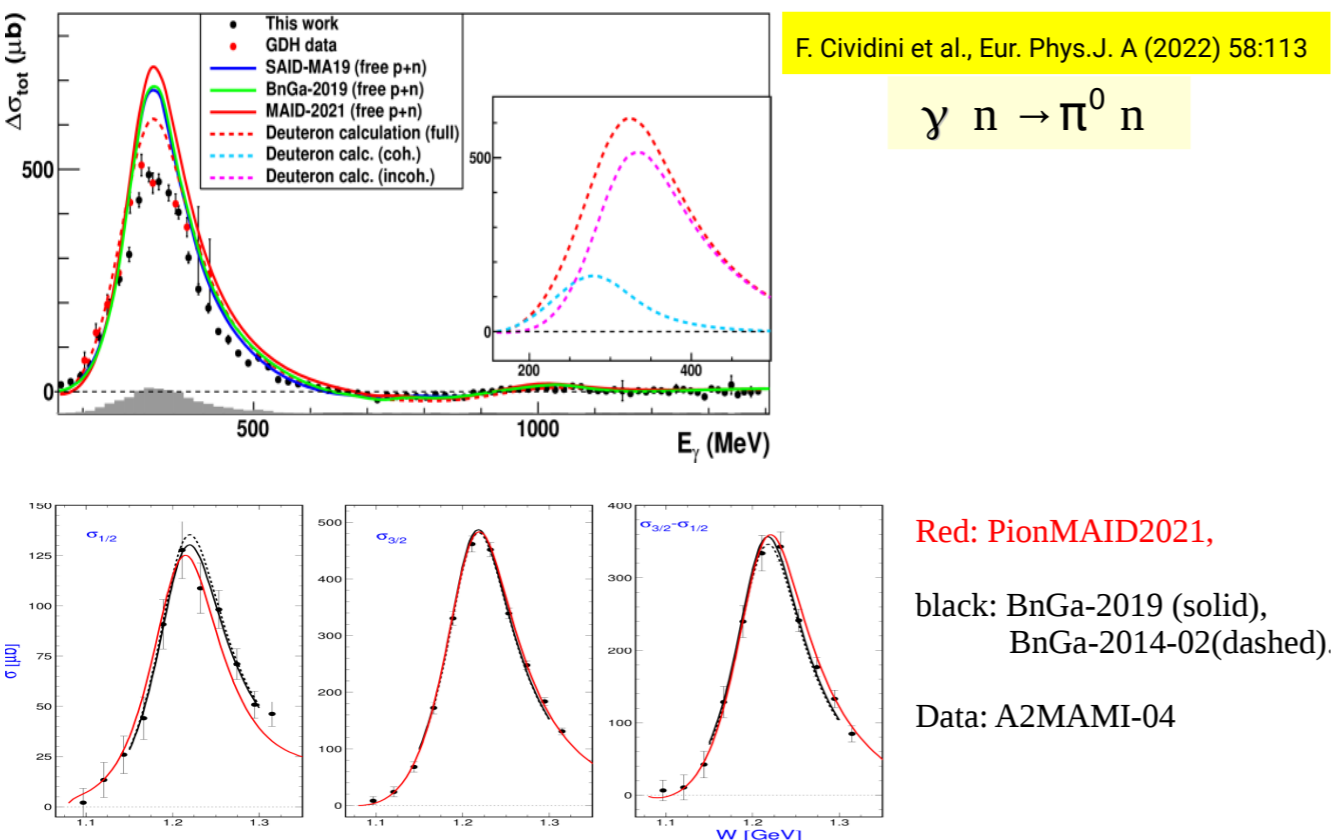 Δσtot (μb)
This work
GDH data
SAID-MA19 (free p+n)
BnGa-2019 (free p+n)
MAID-2021 (free p+n)
Deuteron calculation (full)
Deuteron calc. (coh.)
Deuteron calc. (incoh.)
500
0
500
0
200 400
500 1000
Eγ (MeV)
F. Cividini et al., Eur. Phys.J. A (2022) 58:113
γ n → π⁰ n
σ [μb]
150
125
100
75
50
25
0
σ1/2
1.1 1.2 1.3
500
400
300
200
100
0
σ3/2
1.1 1.2 1.3
400
300
200
100
0
σ3/2-σ1/2
1.1 1.2 1.3
W [GeV]
Red: PionMAID2021,
black: BnGa-2019 (solid),
BnGa-2014-02(dashed).
Data: A2MAMI-04